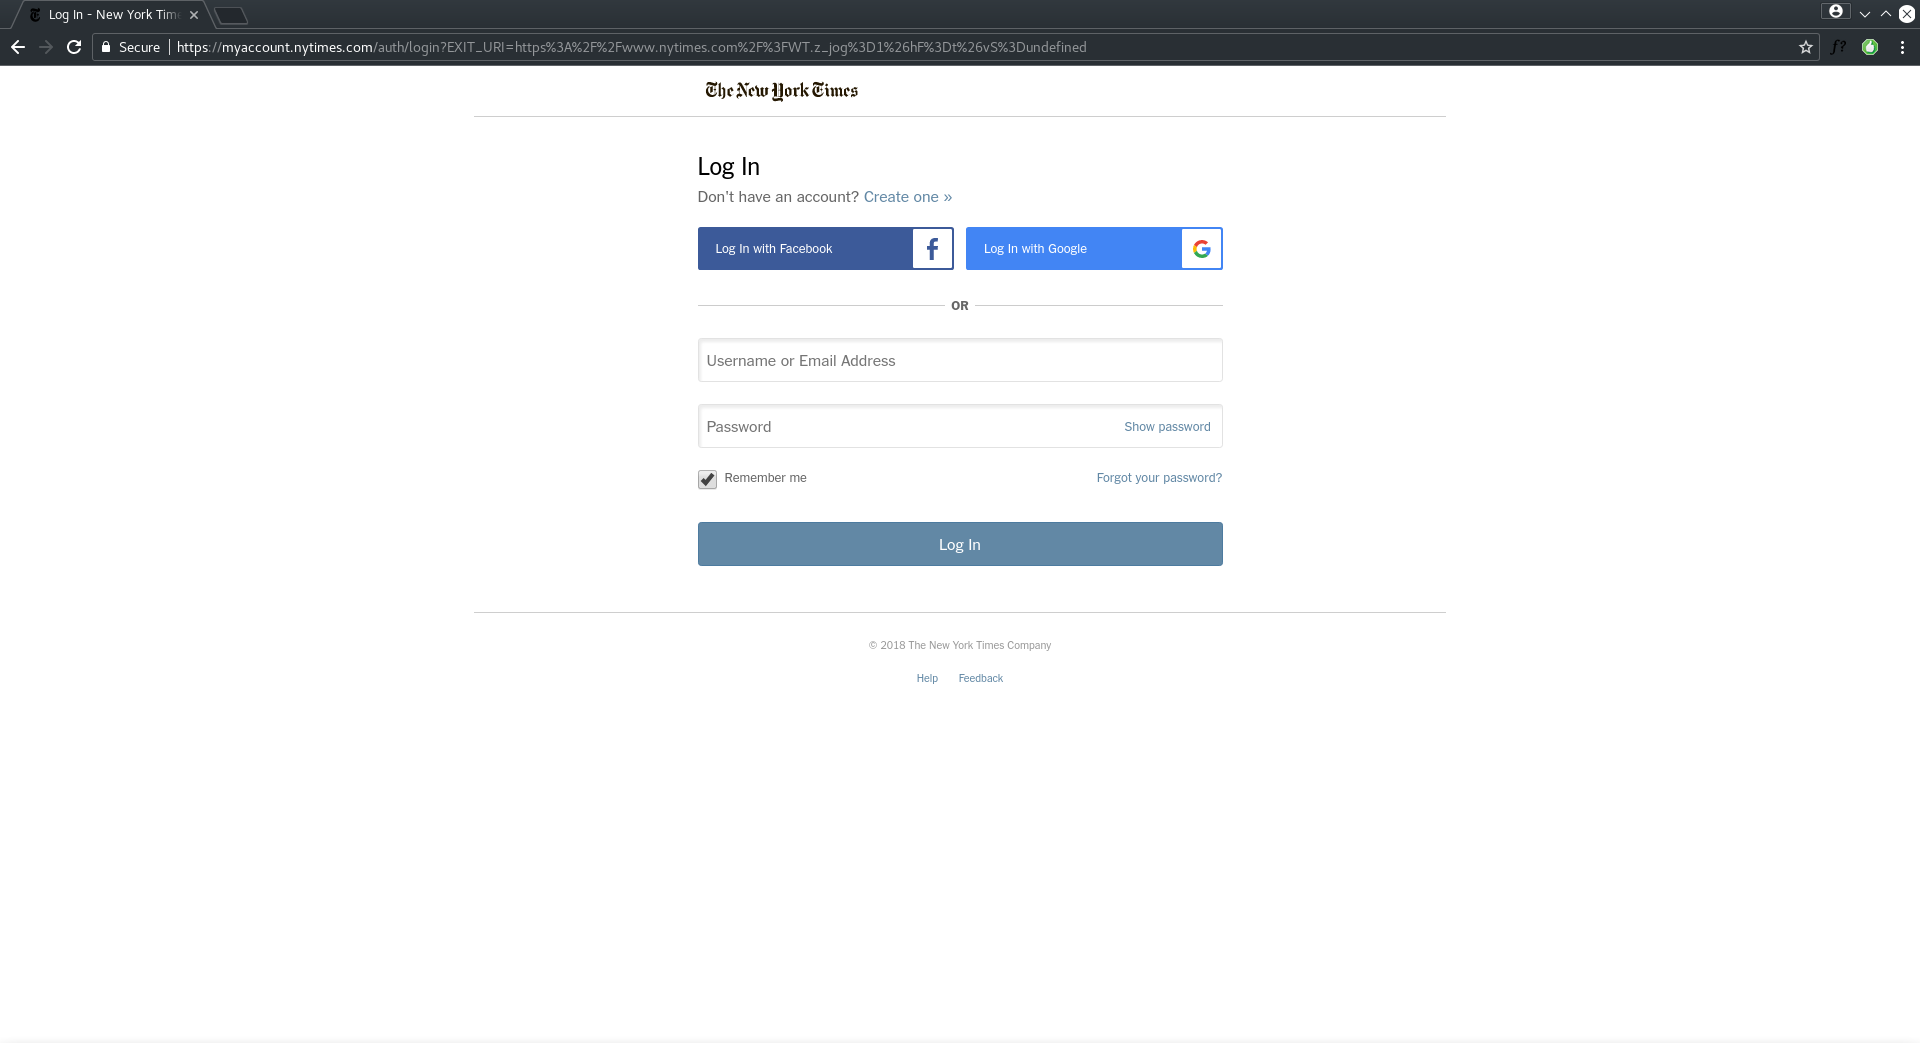 Log In - New York Tim
Secure https://myaccount.nytimes.com/auth/login?EXIT_URI=https%3A%2F%2Fwww.nytimes.com%2F%3FWT.z_jog%3D1%26hF%3Dt%26vS%3Dundefined
f?
The New York Times
Log In
Don't have an account? Create one »
Log In with Facebook
Log In with Google
OR
Username or Email Address
Password Show password
Remember me Forgot your password?
Log In
© 2018 The New York Times Company
Help Feedback